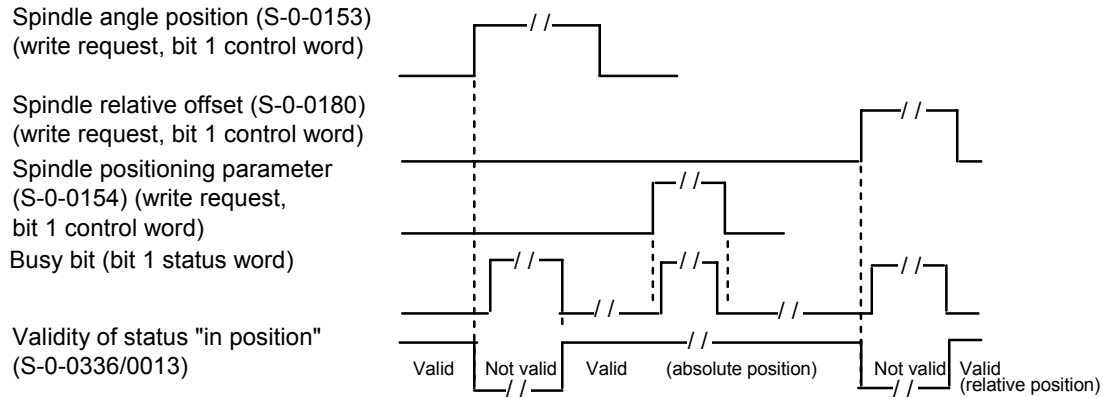 Spindle angle position (S-0-0153)
(write request, bit 1 control word)
Spindle relative offset (S-0-0180)
(write request, bit 1 control word)
Spindle positioning parameter
(S-0-0154) (write request,
bit 1 control word)
Busy bit (bit 1 status word)
Validity of status "in position"
(S-0-0336/0013)
Valid Not valid Valid (absolute position) Not valid Valid
(relative position)